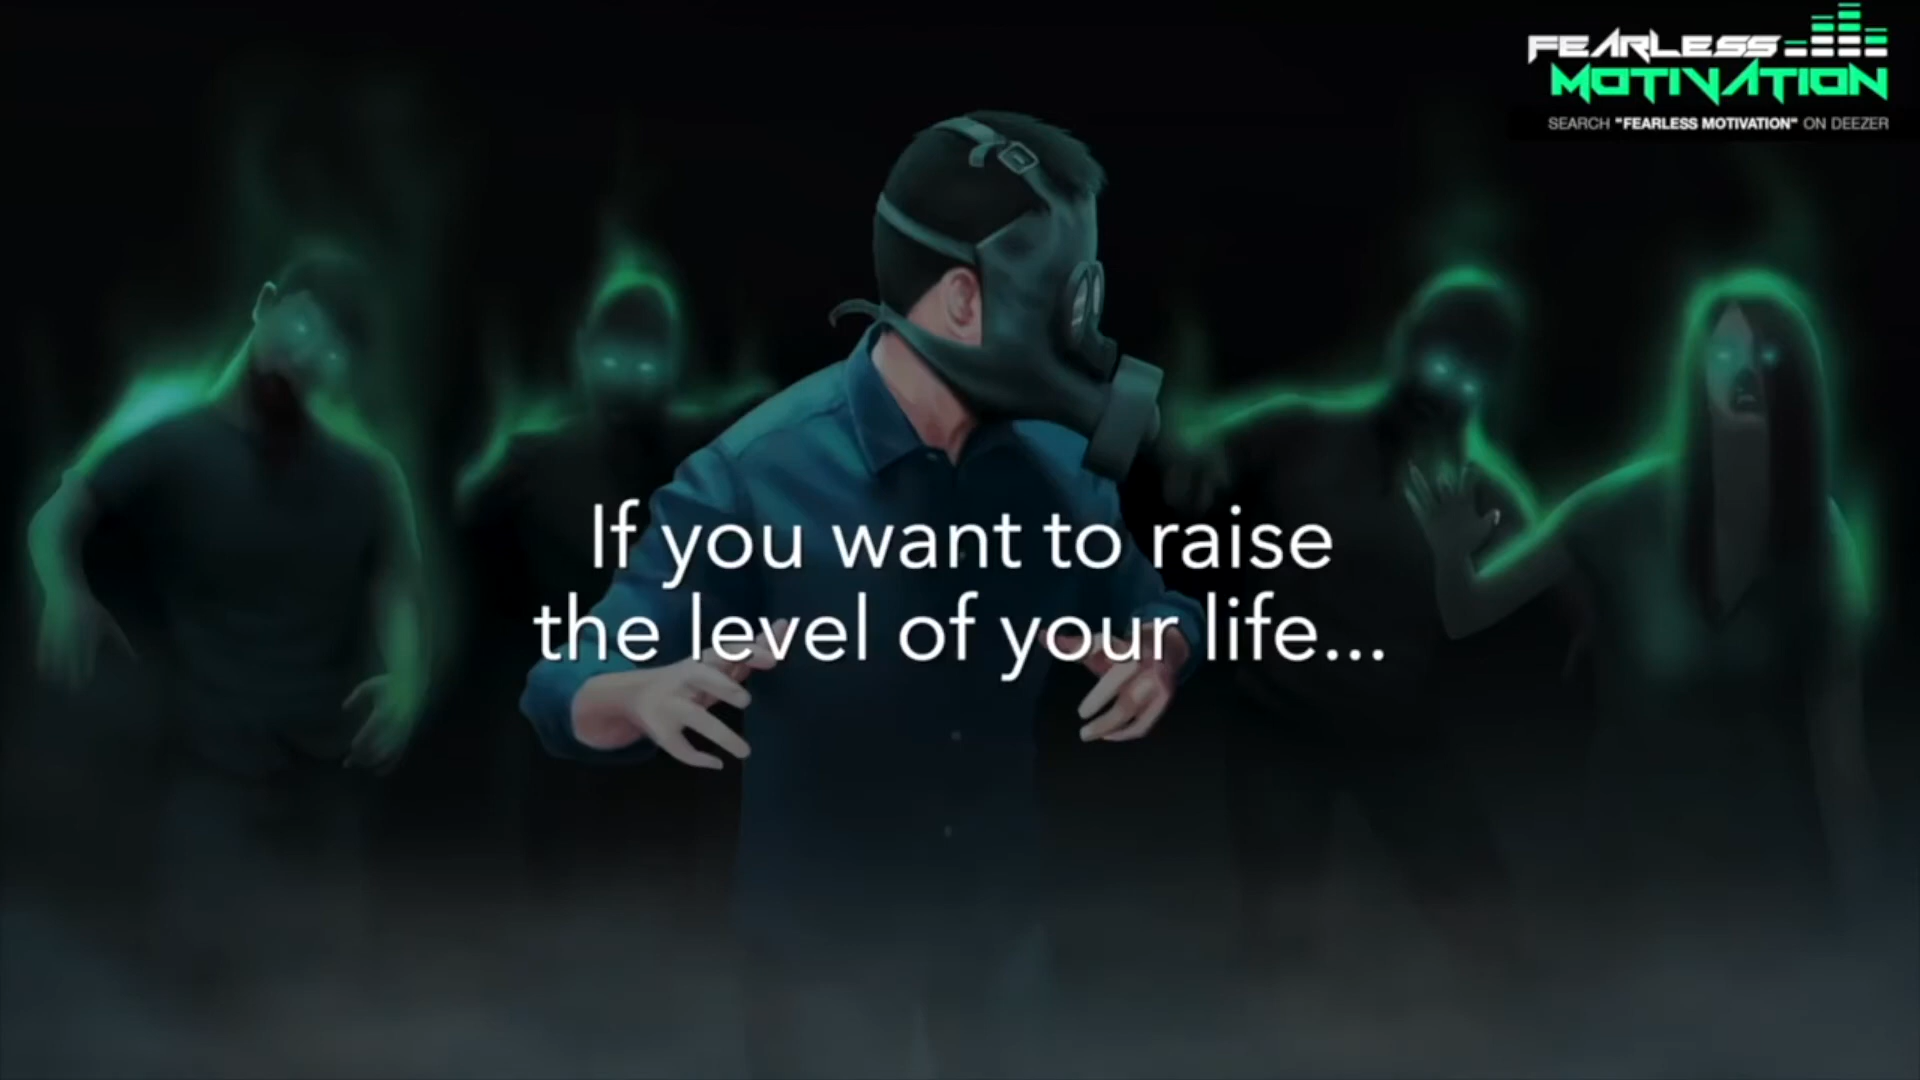 FEARLESS
MOTIVATION
SEARCH "FEARLESS MOTIVATION" ON DEEZER
If you want to raise
the level of your life...